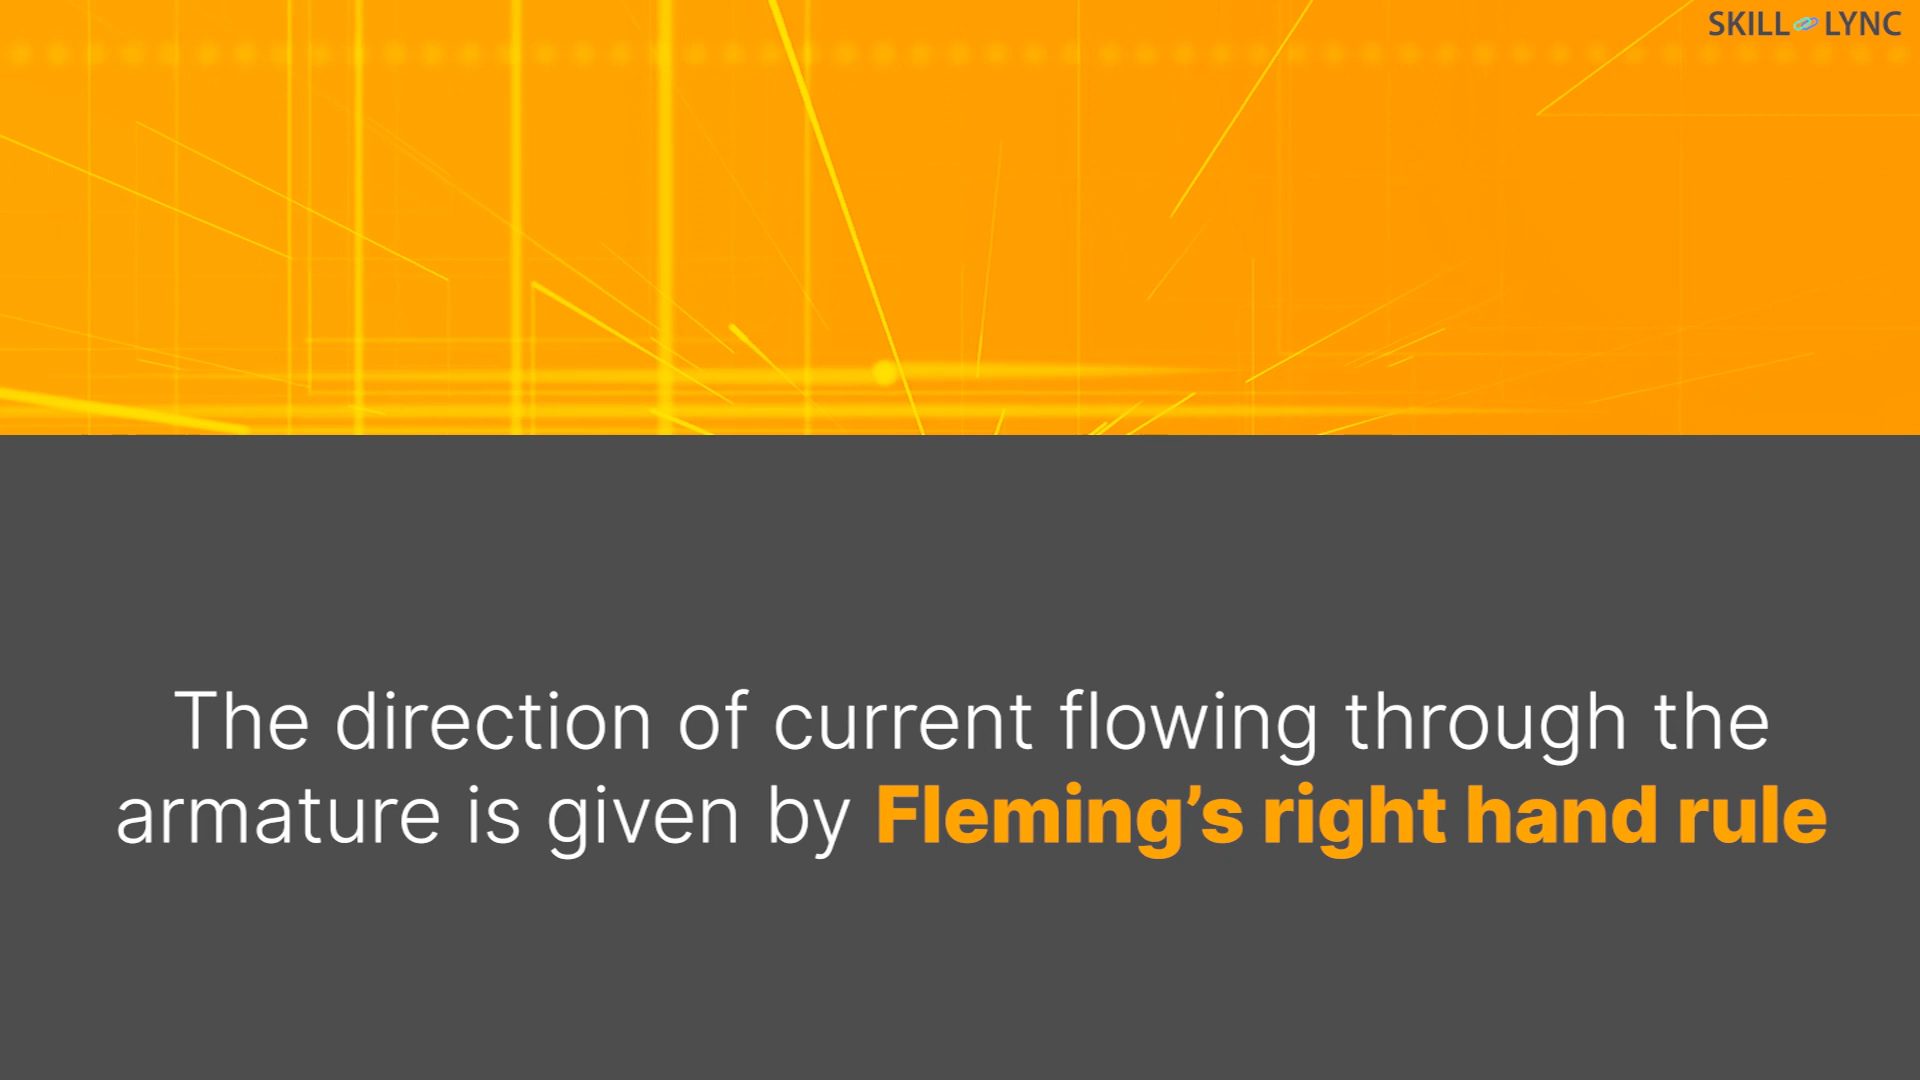 SKILL LYNC
The direction of current flowing through the
armature is given by Fleming’s right hand rule